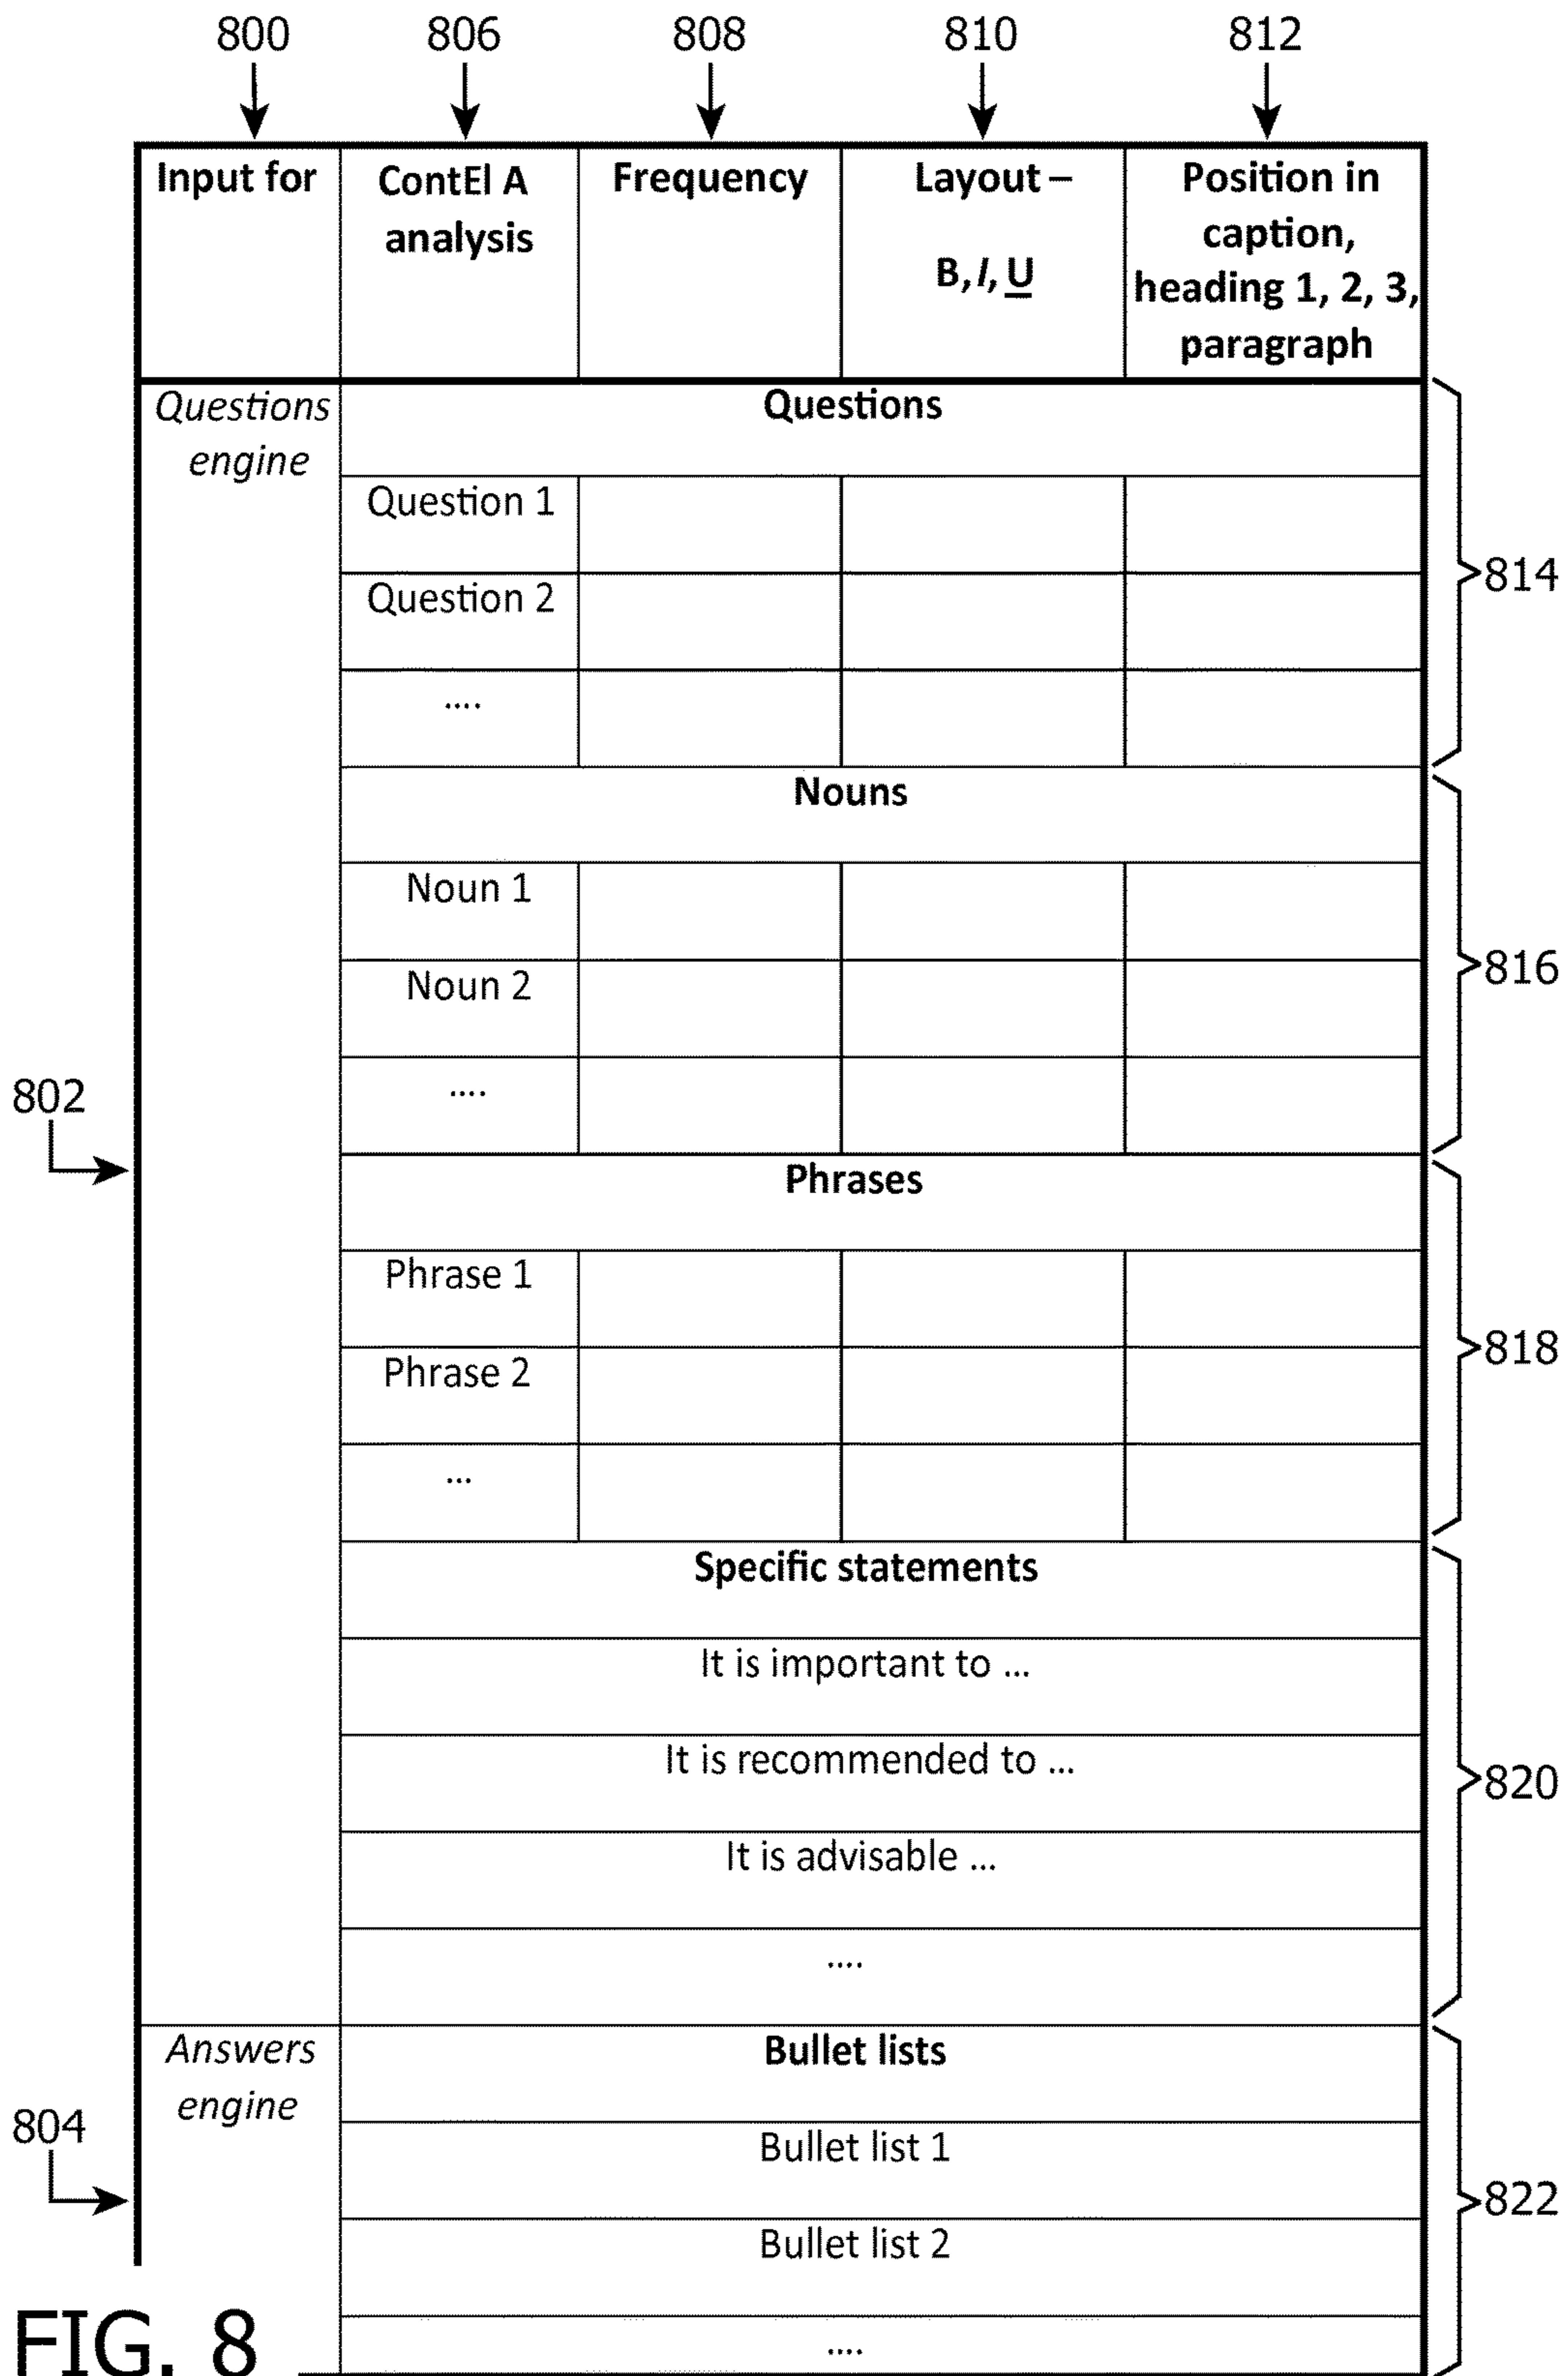 800 806 808 810 812
Input for ContEl A analysis Frequency Layout – B, I, U Position in caption, heading 1, 2, 3, paragraph
Questions engine
Questions
Question 1
Question 2
....
814
Nouns
Noun 1
Noun 2
....
816
802
Phrases
Phrase 1
Phrase 2
...
818
Specific statements
It is important to ...
It is recommended to ...
It is advisable ...
....
820
Answers engine
Bullet lists
Bullet list 1
Bullet list 2
....
804
822
FIG. 8